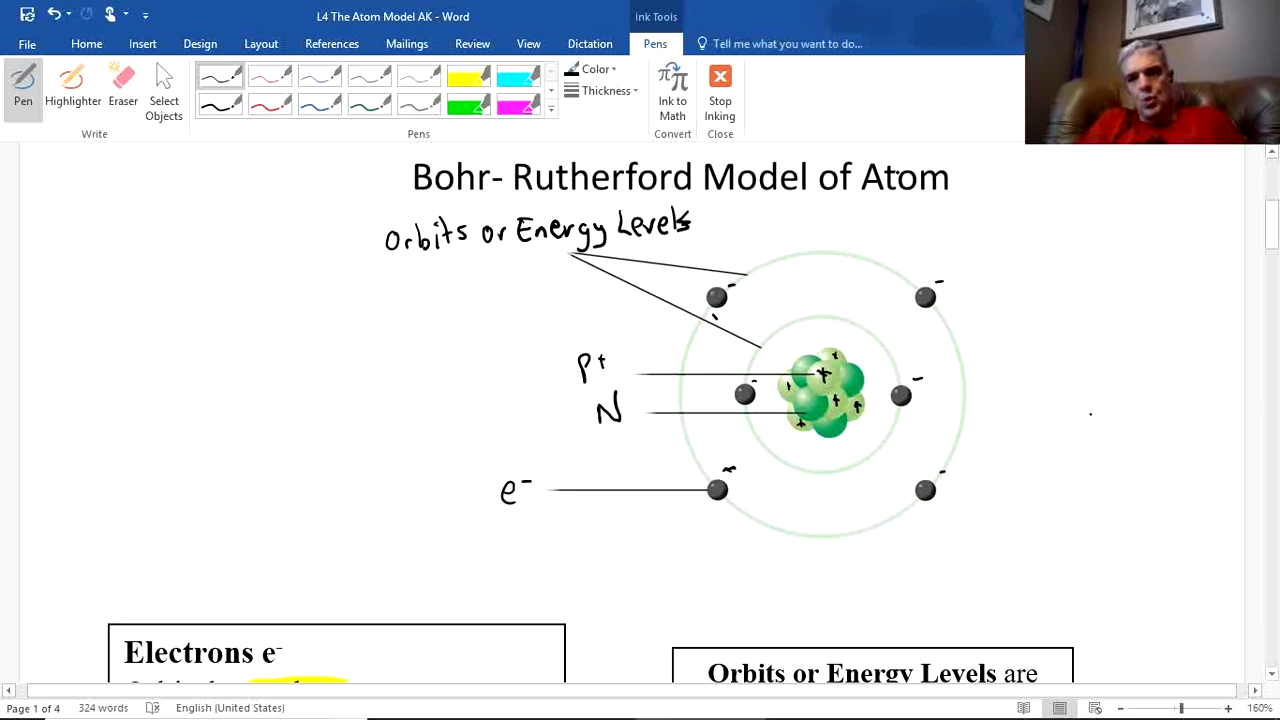 L4 The Atom Model AK - Word
Ink Tools
File Home Insert Design Layout References Mailings Review View Dictation Pens Tell me what you want to do...
Pen Highlighter Eraser Select Objects
Color
Thickness
Ink to Math
Stop Inking
Write Pens Convert Close
Bohr- Rutherford Model of Atom
Orbits or Energy Levels
p+
N
e-
Electrons e-
Orbits or Energy Levels are
Page 1 of 4 324 words English (United States) 160%